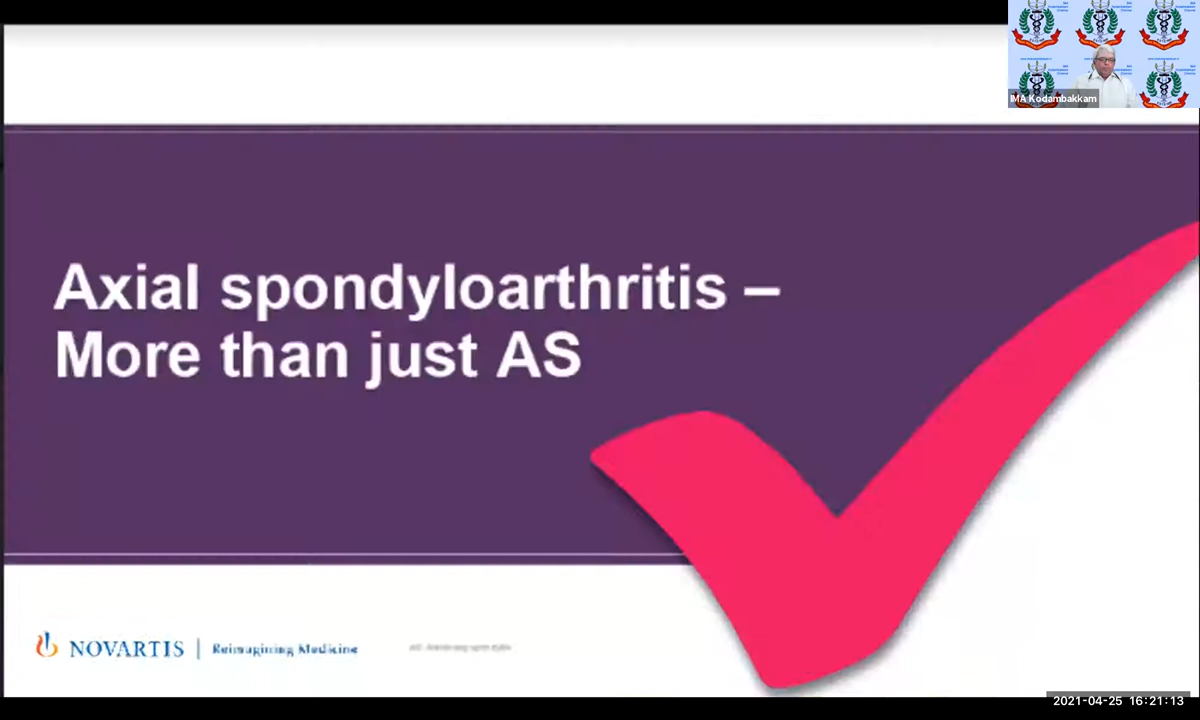 IMA Kodambakkam
Axial spondyloarthritis –
More than just AS
NOVARTIS | Reimagining Medicine
2021-04-25 16:21:13